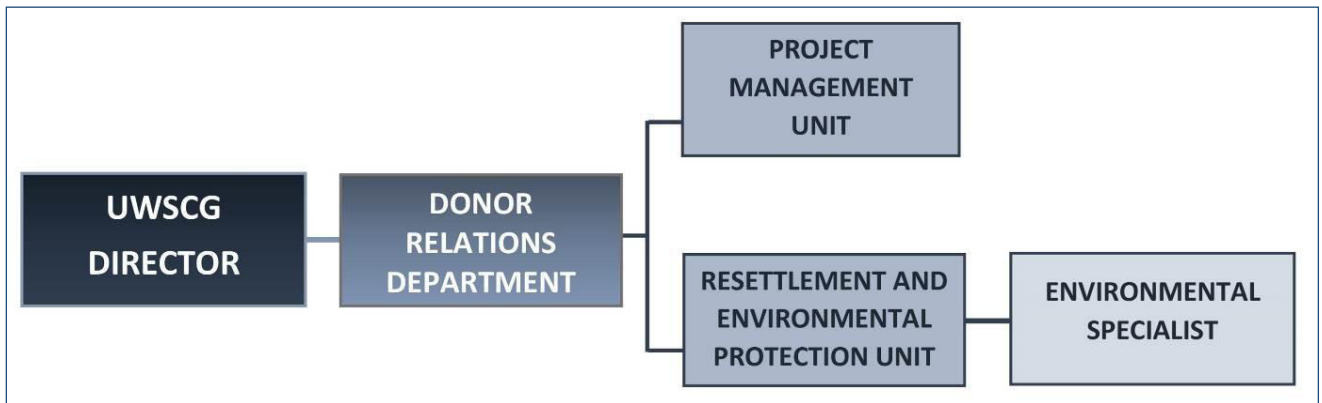 UWSCG
DIRECTOR
DONOR
RELATIONS
DEPARTMENT
PROJECT
MANAGEMENT
UNIT
RESETTLEMENT AND
ENVIRONMENTAL
PROTECTION UNIT
ENVIRONMENTAL
SPECIALIST